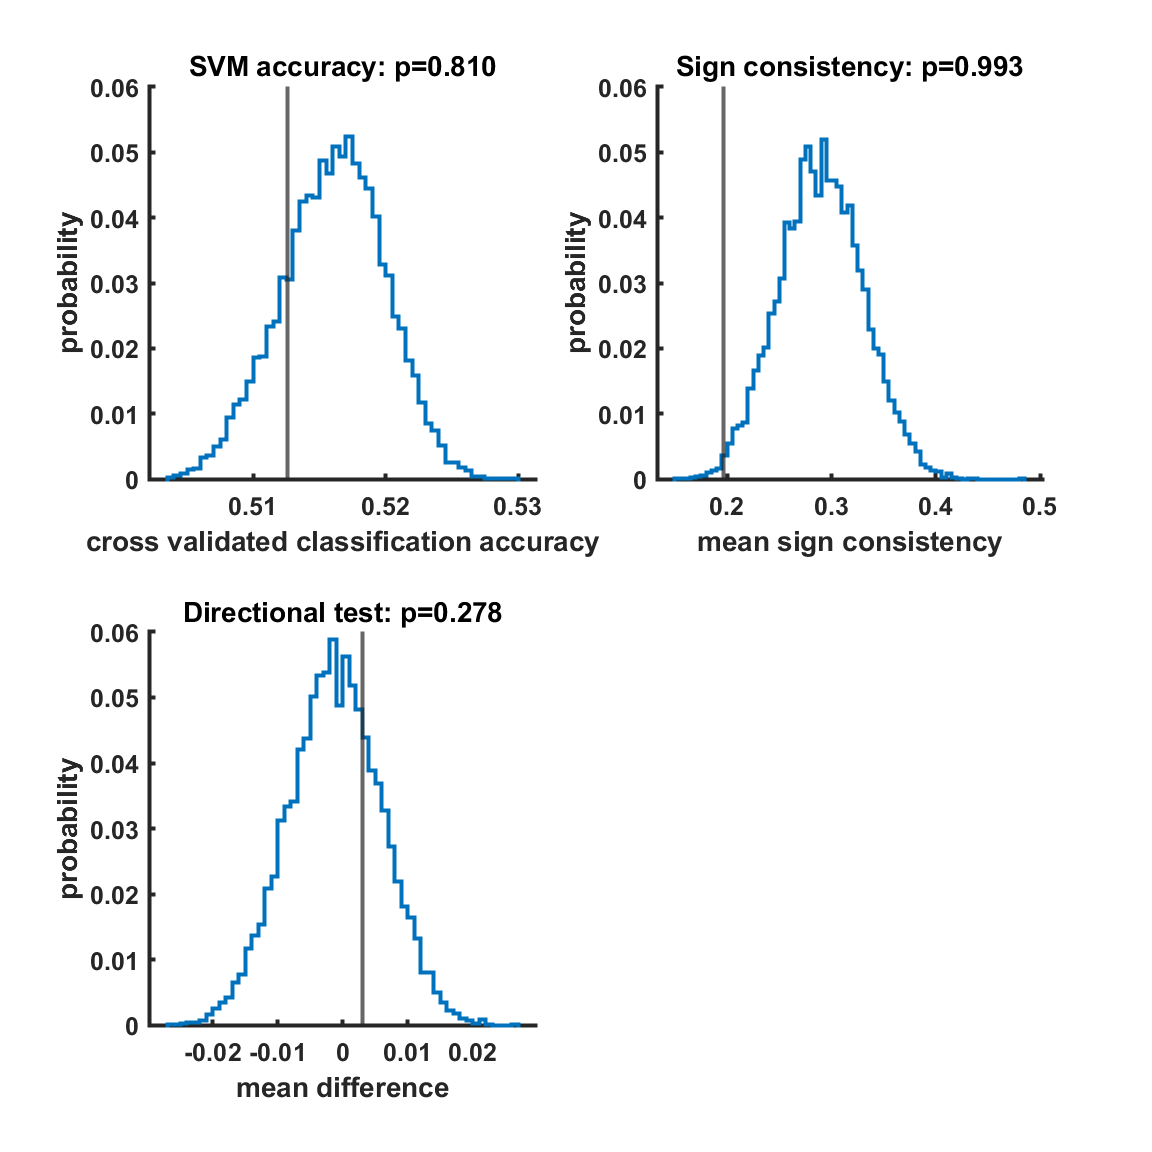 SVM accuracy: p=0.810
0.06
0.05
0.04
0.03
0.02
0.01
0
probability
0.51 0.52 0.53
cross validated classification accuracy
Sign consistency: p=0.993
0.06
0.05
0.04
0.03
0.02
0.01
0
probability
0.2 0.3 0.4 0.5
mean sign consistency
Directional test: p=0.278
0.06
0.05
0.04
0.03
0.02
0.01
0
probability
-0.02 -0.01 0 0.01 0.02
mean difference